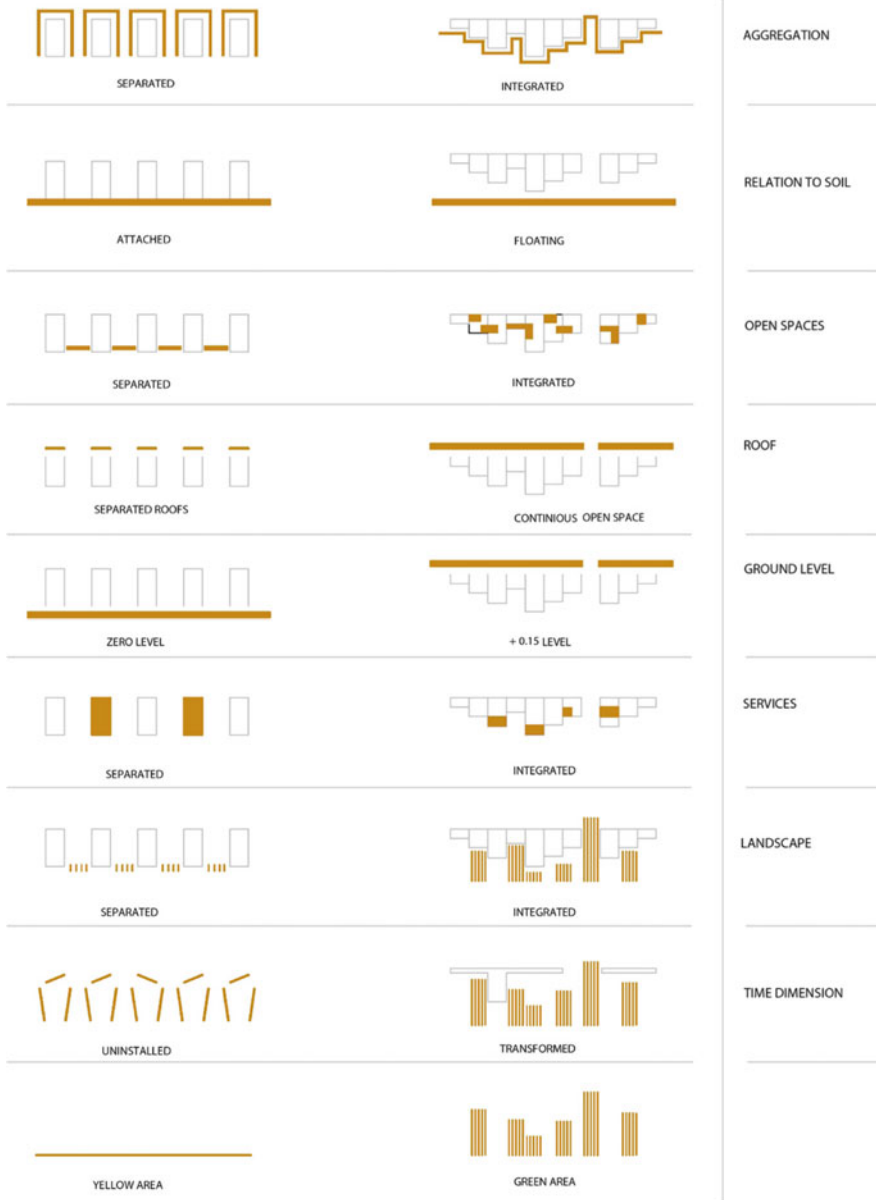 SEPARATED
INTEGRATED
AGGREGATION
ATTACHED
FLOATING
RELATION TO SOIL
SEPARATED
INTEGRATED
OPEN SPACES
SEPARATED ROOFS
CONTINIOUS OPEN SPACE
ROOF
ZERO LEVEL
+ 0.15 LEVEL
GROUND LEVEL
SEPARATED
INTEGRATED
SERVICES
SEPARATED
INTEGRATED
LANDSCAPE
UNINSTALLED
TRANSFORMED
TIME DIMENSION
YELLOW AREA
GREEN AREA